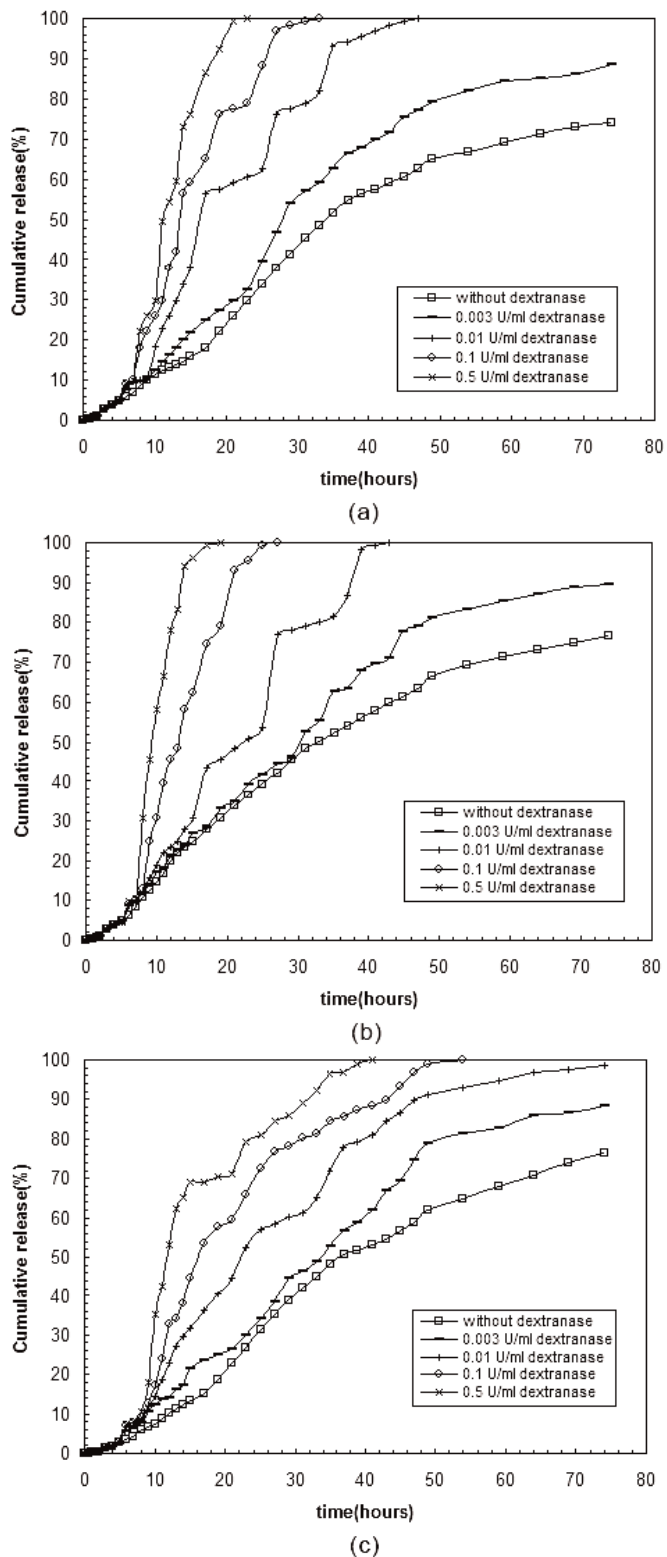 100
90
80
70
60
50
40
30
20
10
0
Cumulative release(%)
without dextranase
0.003 U/ml dextranase
0.01 U/ml dextranase
0.1 U/ml dextranase
0.5 U/ml dextranase
0 10 20 30 40 50 60 70 80
time(hours)
(a)
100
90
80
70
60
50
40
30
20
10
0
Cumulative release(%)
without dextranase
0.003 U/ml dextranase
0.01 U/ml dextranase
0.1 U/ml dextranase
0.5 U/ml dextranase
0 10 20 30 40 50 60 70 80
time(hours)
(b)
100
90
80
70
60
50
40
30
20
10
0
Cumulative release(%)
without dextranase
0.003 U/ml dextranase
0.01 U/ml dextranase
0.1 U/ml dextranase
0.5 U/ml dextranase
0 10 20 30 40 50 60 70 80
time(hours)
(c)